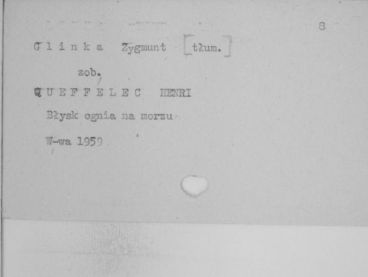 8
Glinka Zygmunt [tłum.]
zob.
QUEFFELEC HENRI
Błysk ognia na morzu
W-wa 1959